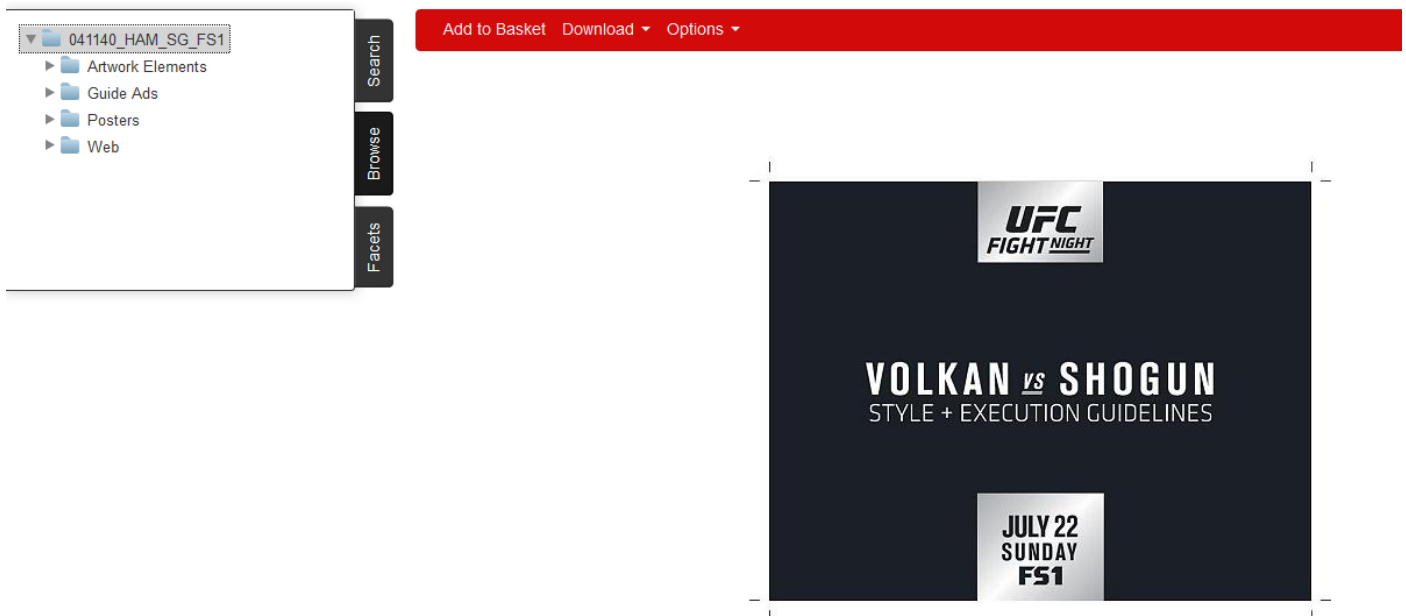 041140_HAM_SG_FS1
Artwork Elements
Guide Ads
Posters
Web
Search
Browse
Facets
Add to Basket Download Options
UFC
FIGHT NIGHT
VOLKAN VS SHOGUN
STYLE + EXECUTION GUIDELINES
JULY 22
SUNDAY
FS1